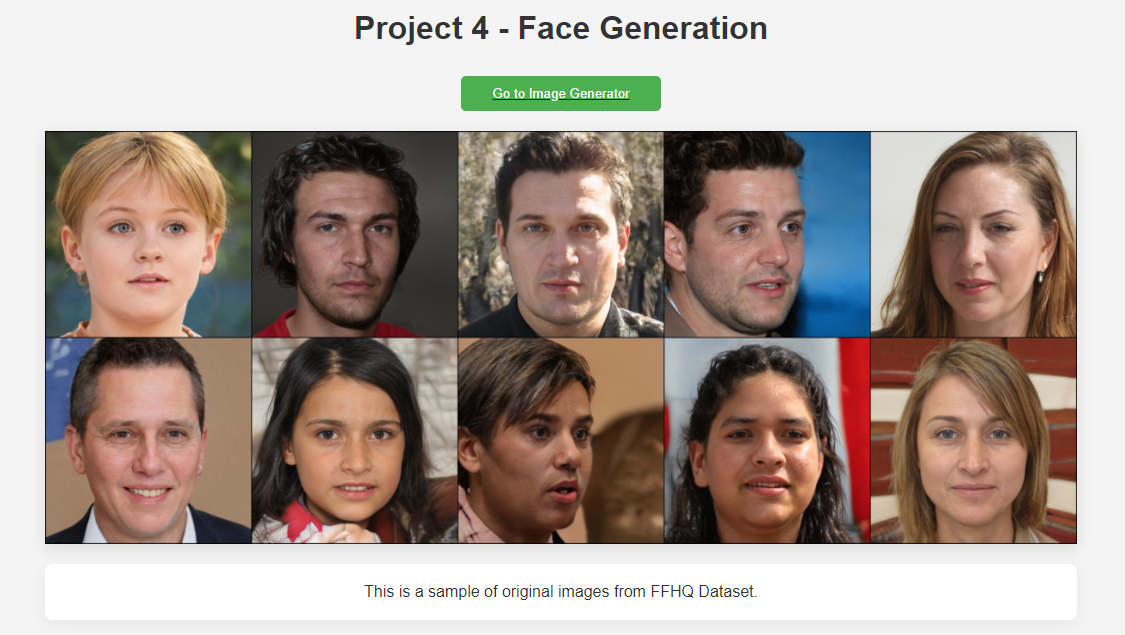 Project 4 - Face Generation
Go to Image Generator
This is a sample of original images from FFHQ Dataset.